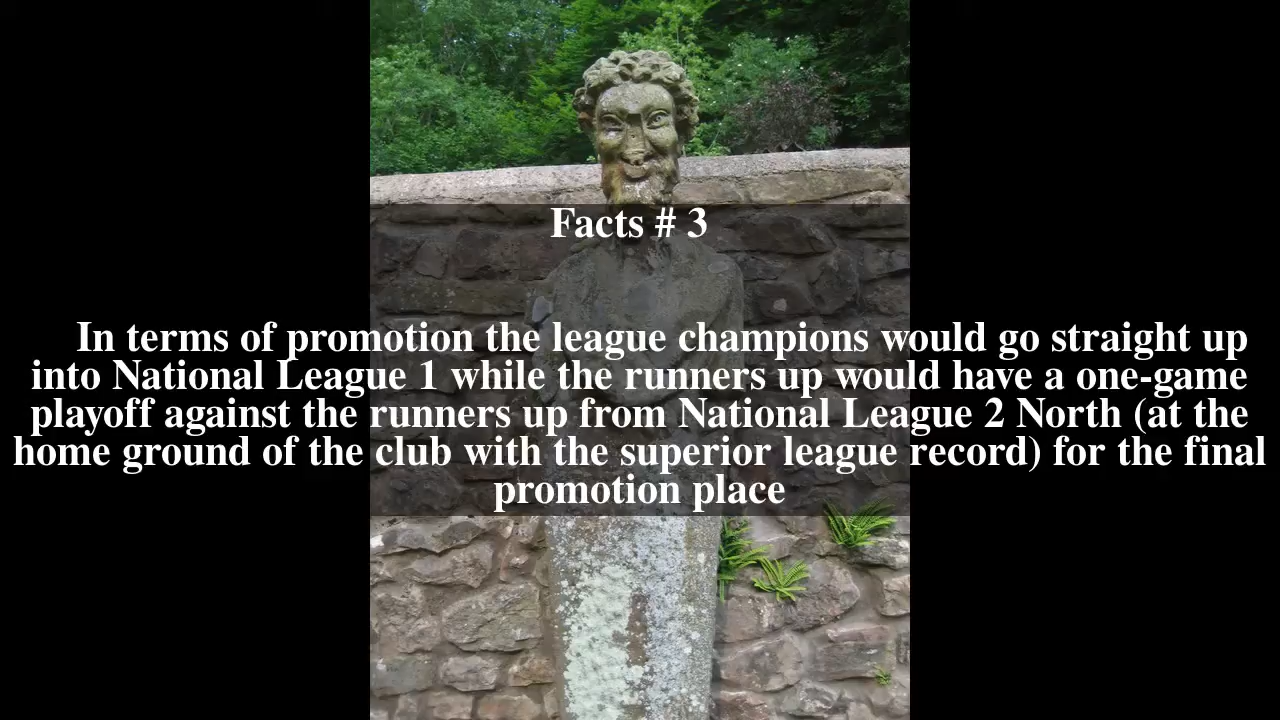 Facts # 3
In terms of promotion the league champions would go straight up
into National League 1 while the runners up would have a one-game
playoff against the runners up from National League 2 North (at the
home ground of the club with the superior league record) for the final
promotion place